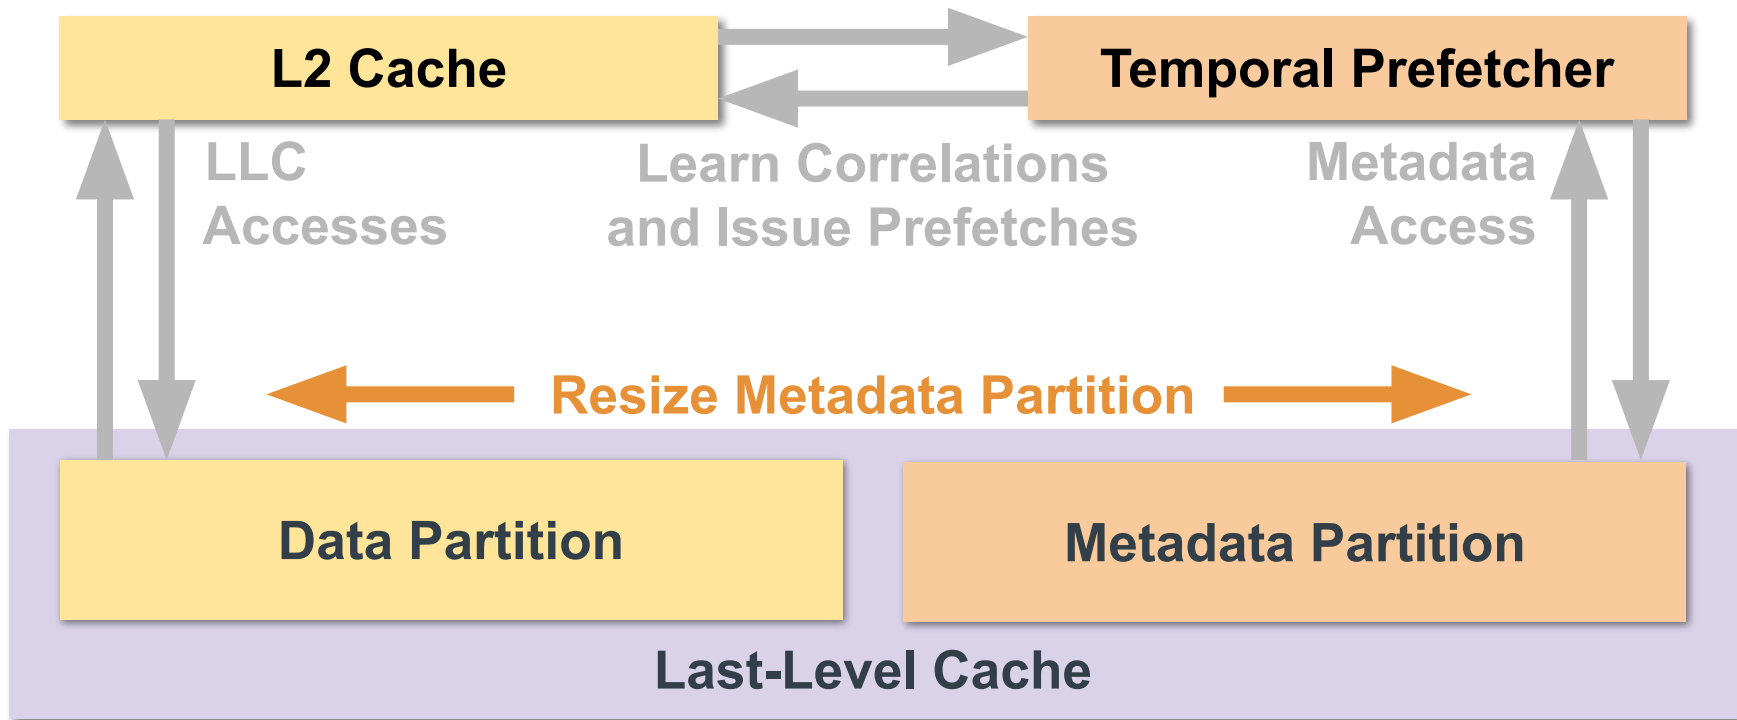 L2 Cache
Temporal Prefetcher
LLC
Accesses
Learn Correlations
and Issue Prefetches
Metadata
Access
Resize Metadata Partition
Data Partition
Metadata Partition
Last-Level Cache